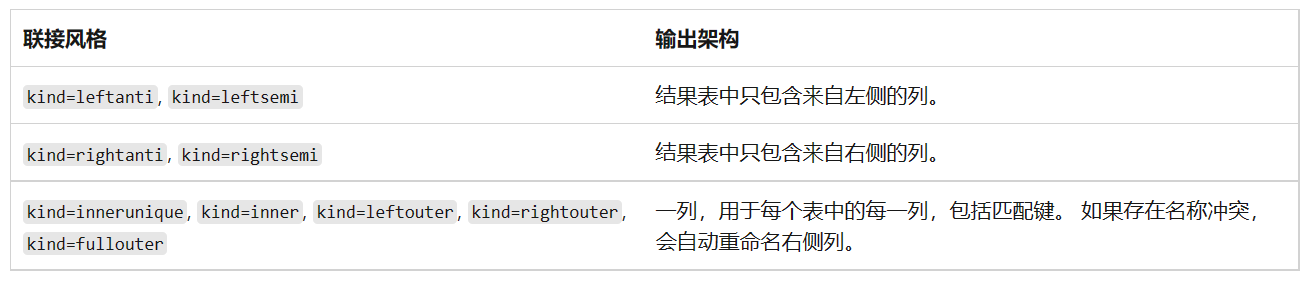 联接风格 输出架构
kind=leftanti, kind=leftsemi 结果表中只包含来自左侧的列。
kind=rightanti, kind=rightsemi 结果表中只包含来自右侧的列。
kind=innerunique, kind=inner, kind=leftouter, kind=rightouter, 一列，用于每个表中的每一列，包括匹配键。 如果存在名称冲突，
kind=fullouter 会自动重命名右侧列。